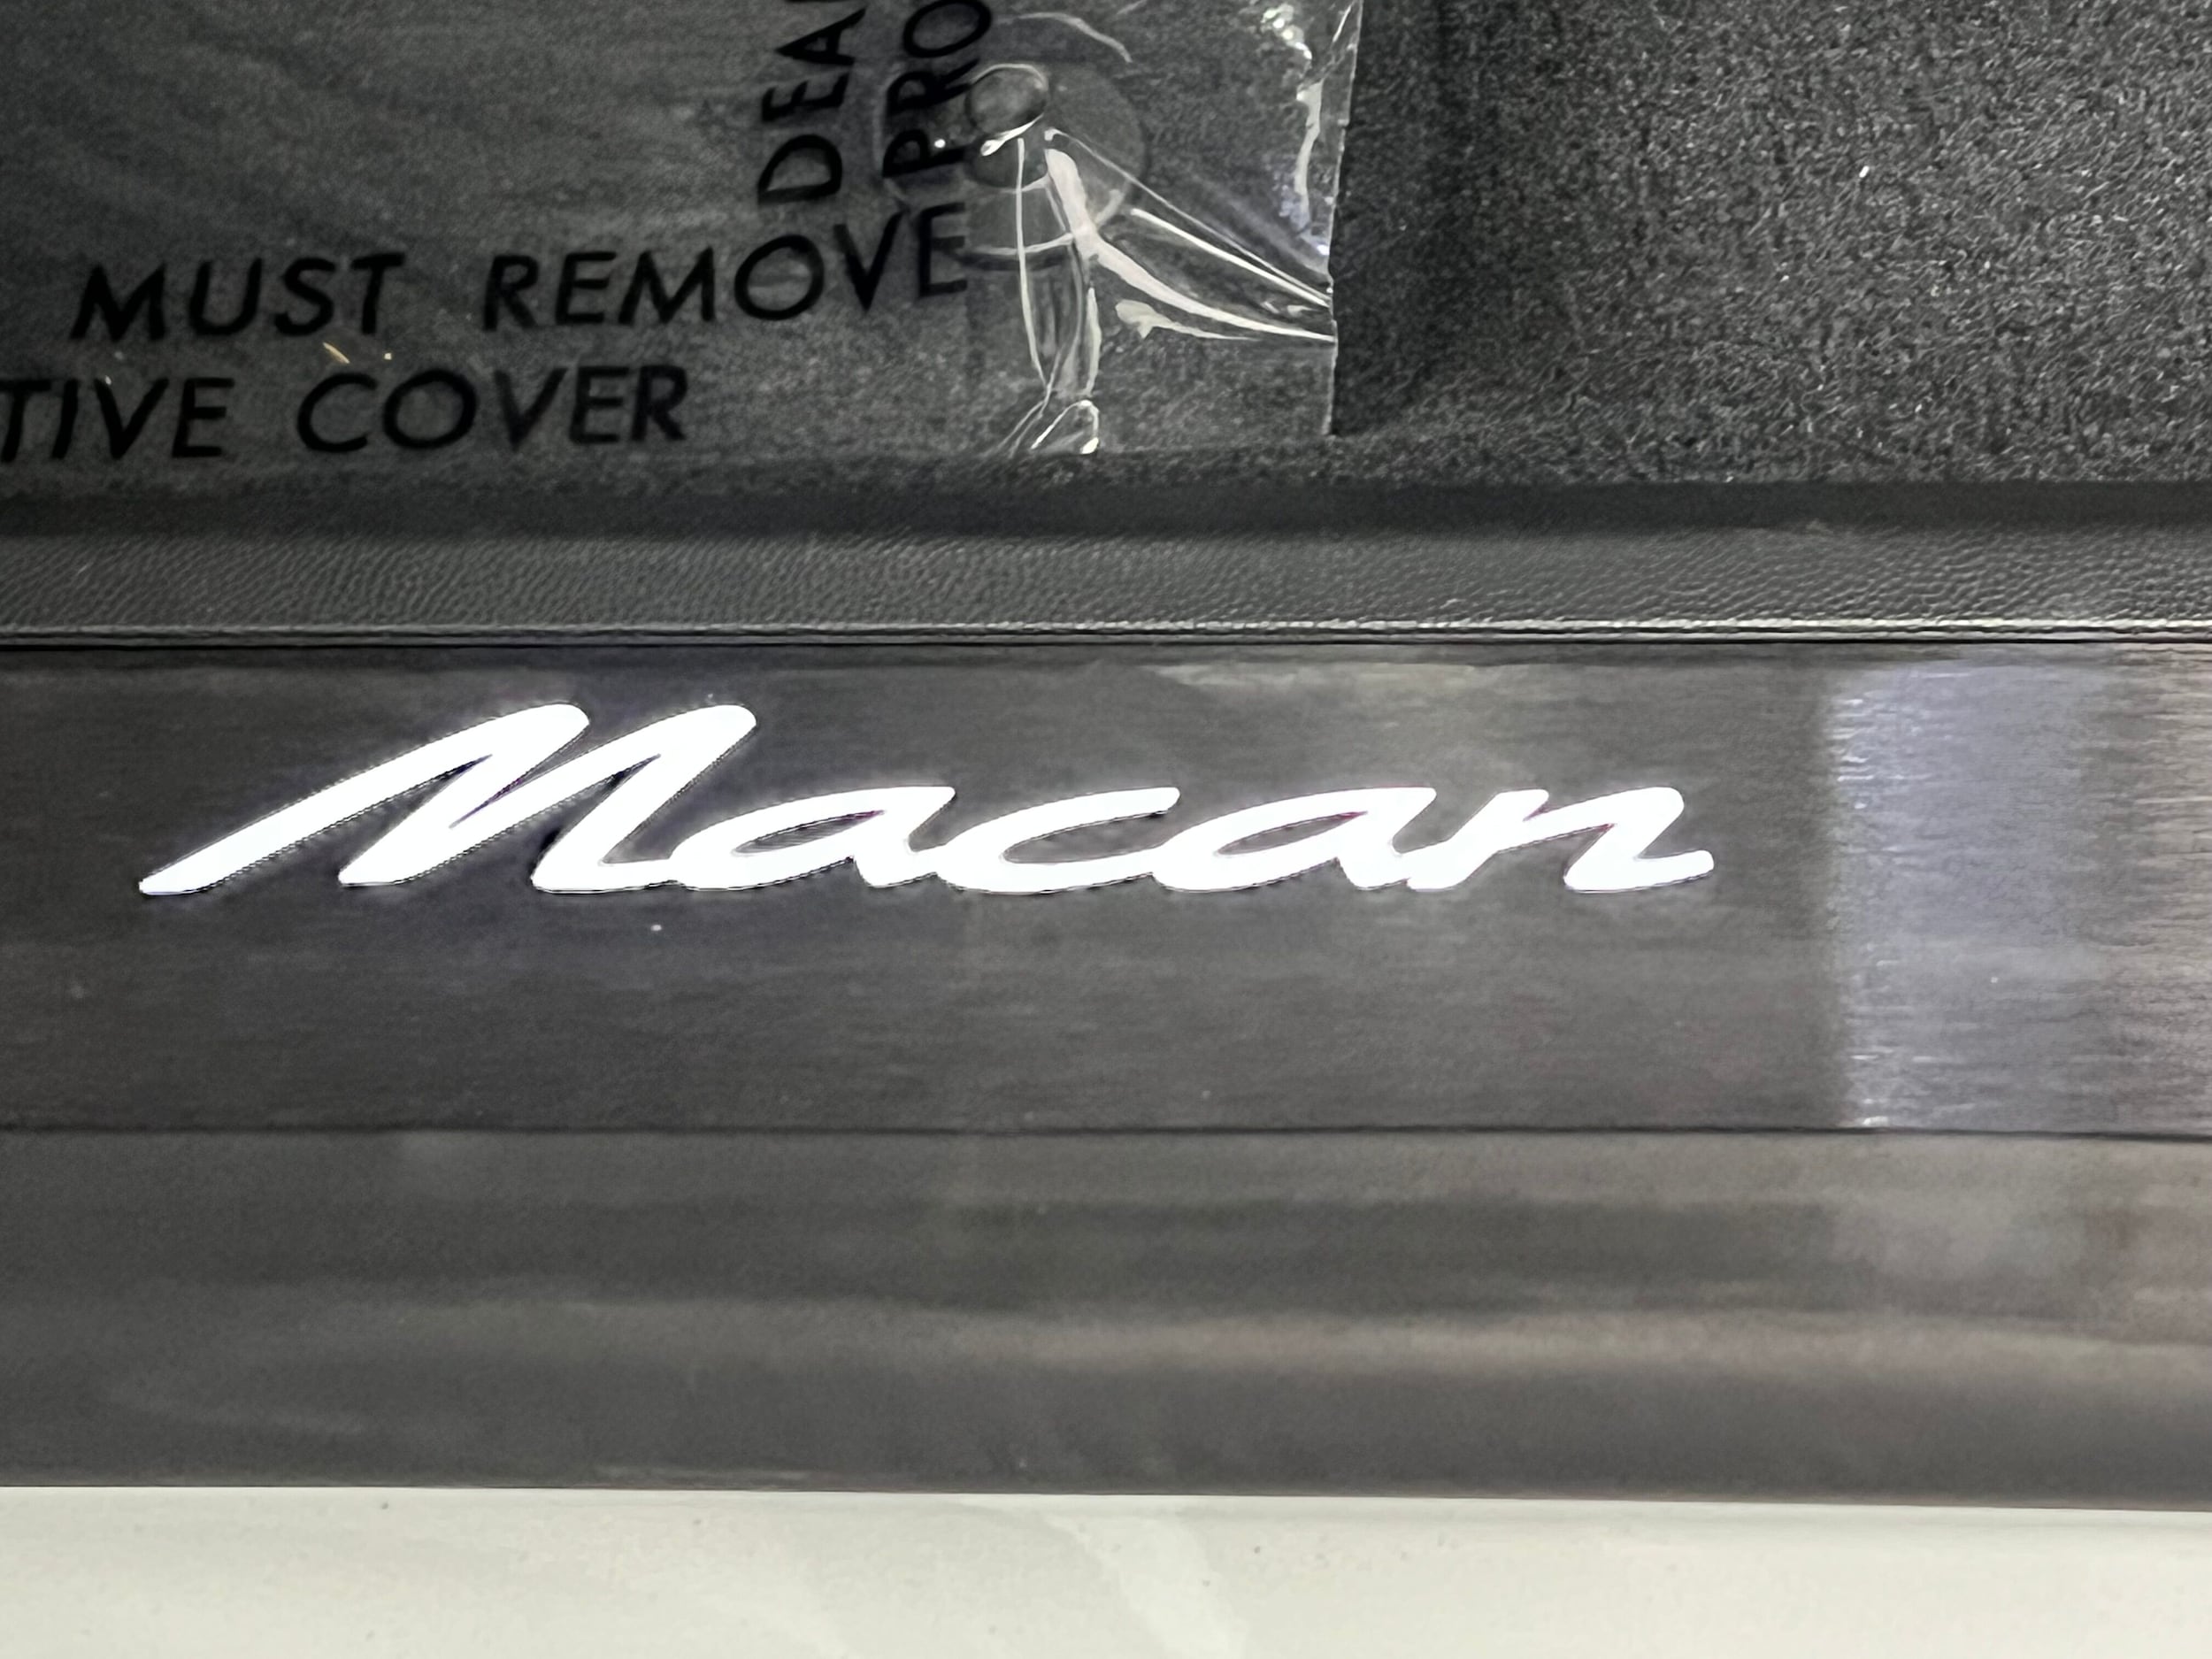 DEA
PRO
MUST REMOVE
TIVE COVER
Macan